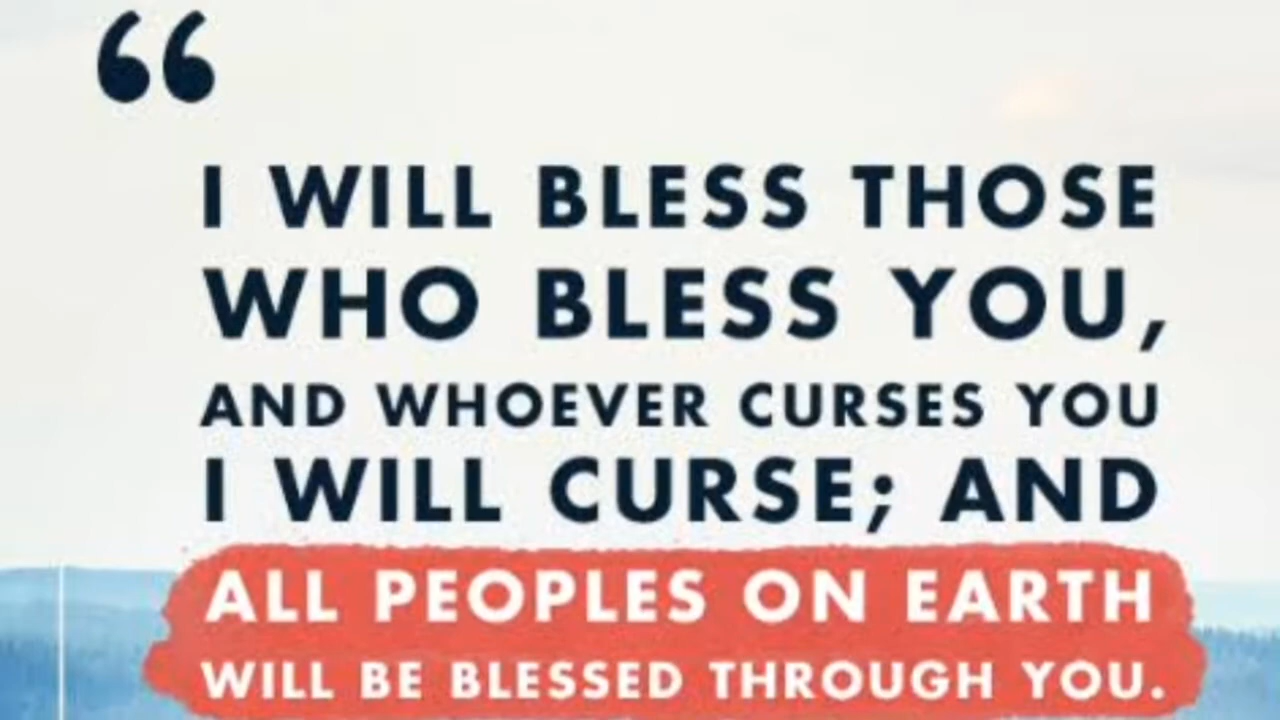 “
I WILL BLESS THOSE
WHO BLESS YOU,
AND WHOEVER CURSES YOU
I WILL CURSE; AND
ALL PEOPLES ON EARTH
WILL BE BLESSED THROUGH YOU.